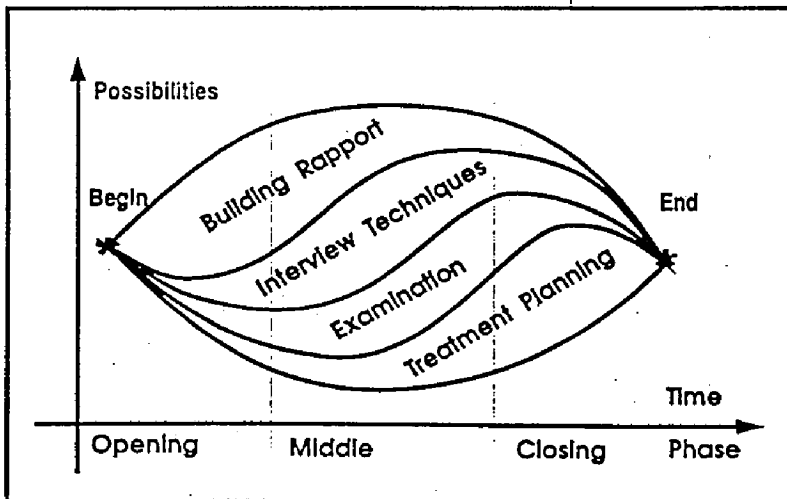 Possibilities
Building Rapport
Begin
End
Interview Techniques
Examination
Treatment Planning
Time
Opening
Middle
Closing
Phase